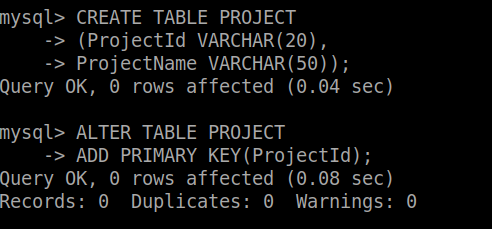 mysql> CREATE TABLE PROJECT
    -> (ProjectId VARCHAR(20),
    -> ProjectName VARCHAR(50));
Query OK, 0 rows affected (0.04 sec)

mysql> ALTER TABLE PROJECT
    -> ADD PRIMARY KEY(ProjectId);
Query OK, 0 rows affected (0.08 sec)
Records: 0  Duplicates: 0  Warnings: 0